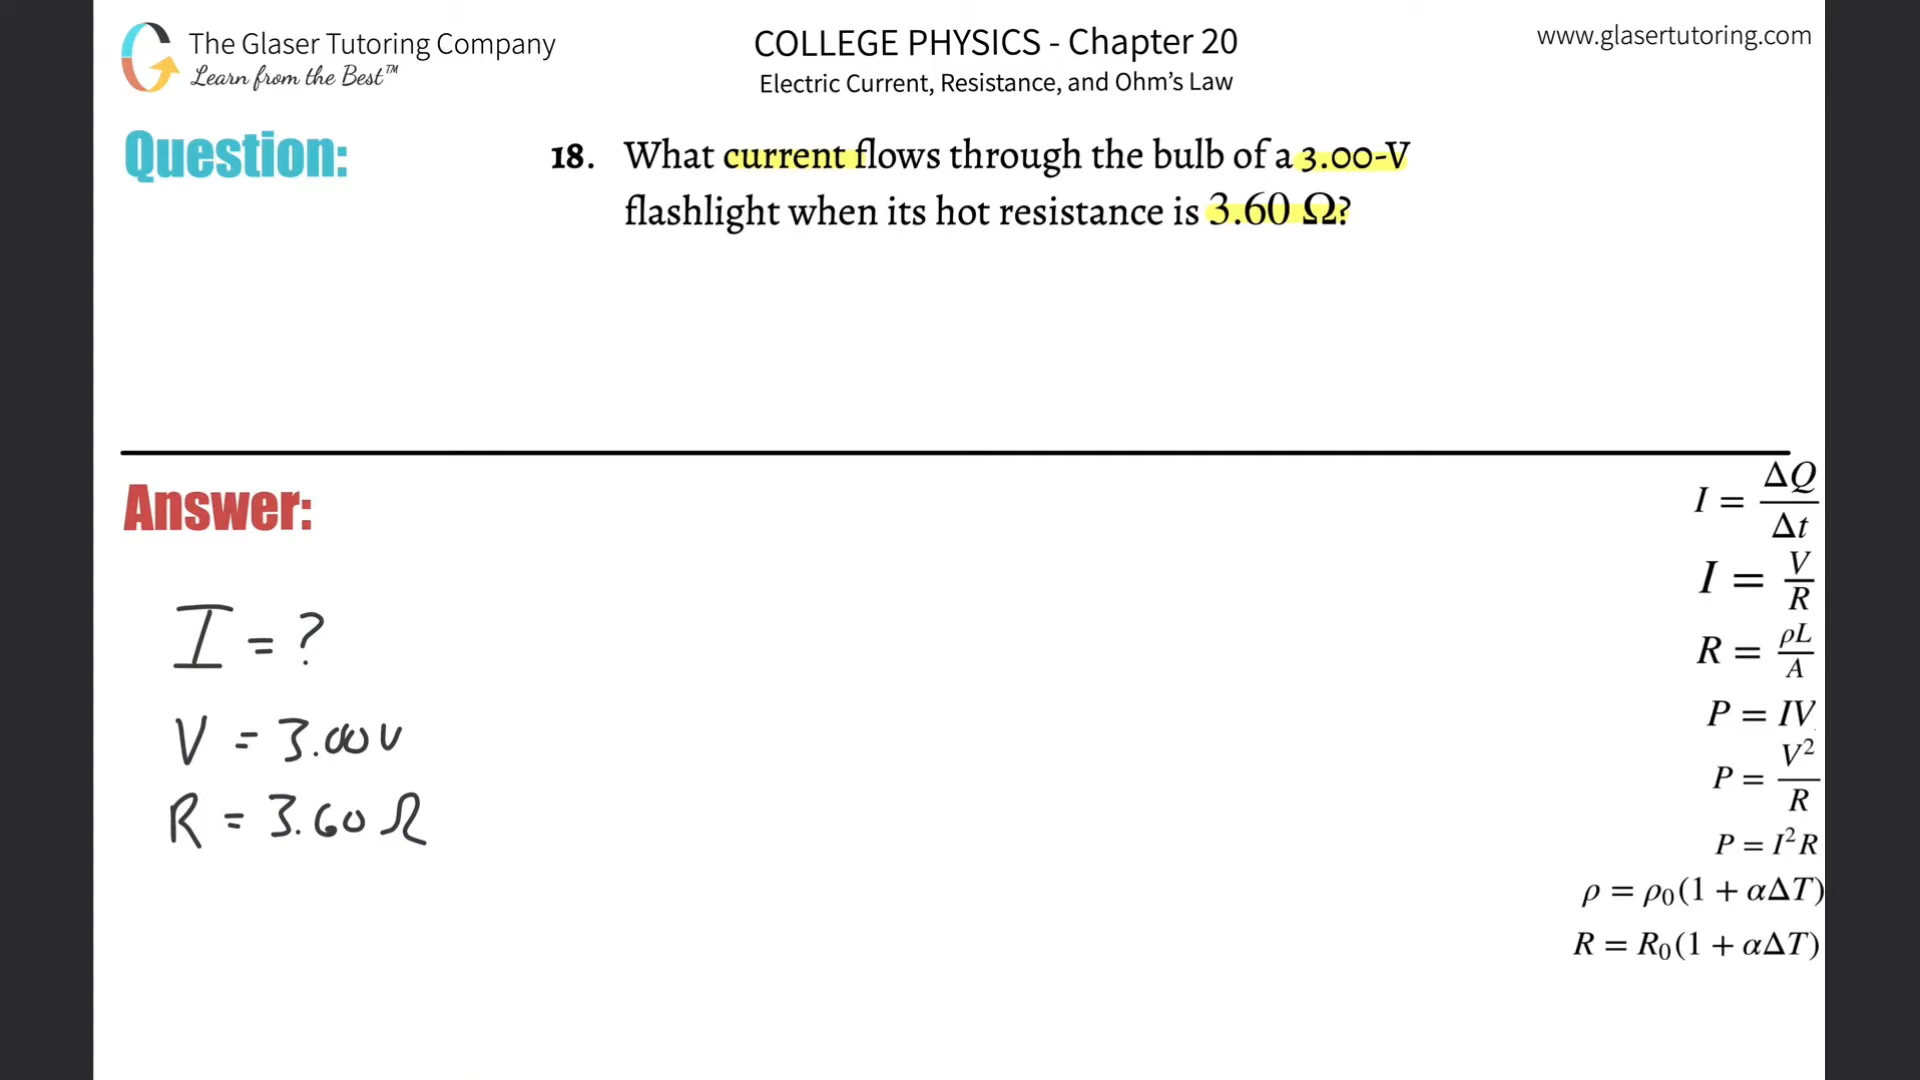 The Glaser Tutoring Company
Learn from the Best™
COLLEGE PHYSICS - Chapter 20
Electric Current, Resistance, and Ohm's Law
www.glasertutoring.com
Question:
18. What current flows through the bulb of a 3.00-V
flashlight when its hot resistance is 3.60 Ω?
Answer:
I = ?
V = 3.00 V
R = 3.60 Ω
I = ΔQ/Δt
I = V/R
R = ρL/A
P = IV
P = V²/R
P = I²R
ρ = ρ₀(1 + αΔT)
R = R₀(1 + αΔT)